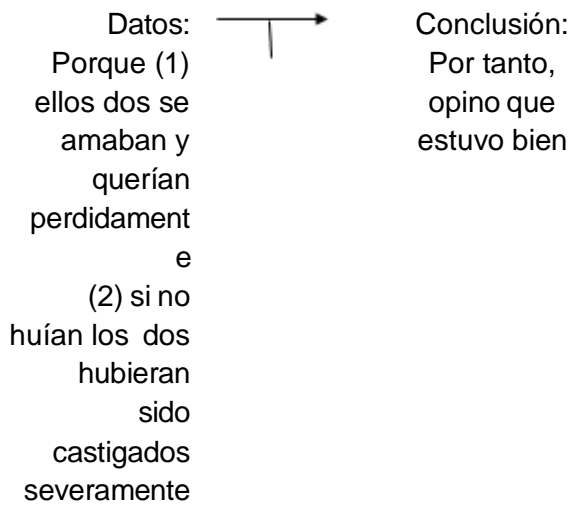 Datos:
Porque (1)
ellos dos se
amaban y
querían
perdidament
e
(2) si no
huían los dos
hubieran
sido
castigados
severamente
Conclusión:
Por tanto,
opino que
estuvo bien